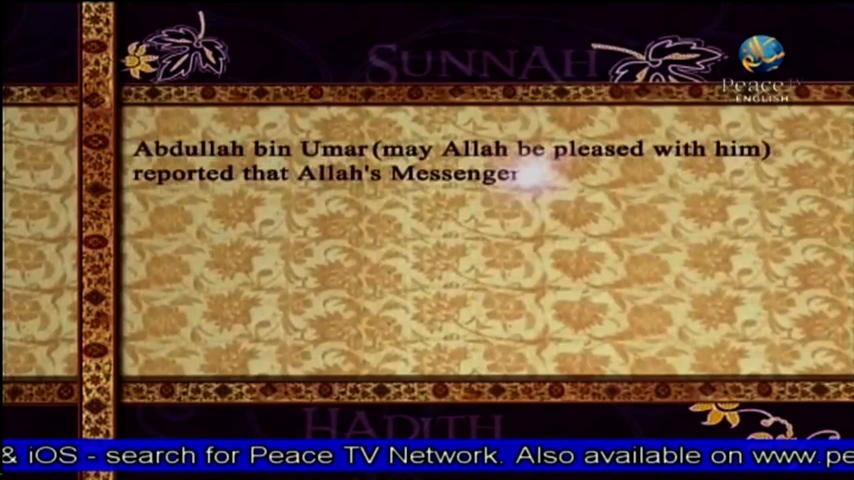 SUNNAH
Peace TV
ENGLISH
Abdullah bin Umar (may Allah be pleased with him)
reported that Allah's Messenger
HADITH
& iOS - search for Peace TV Network. Also available on www.pe